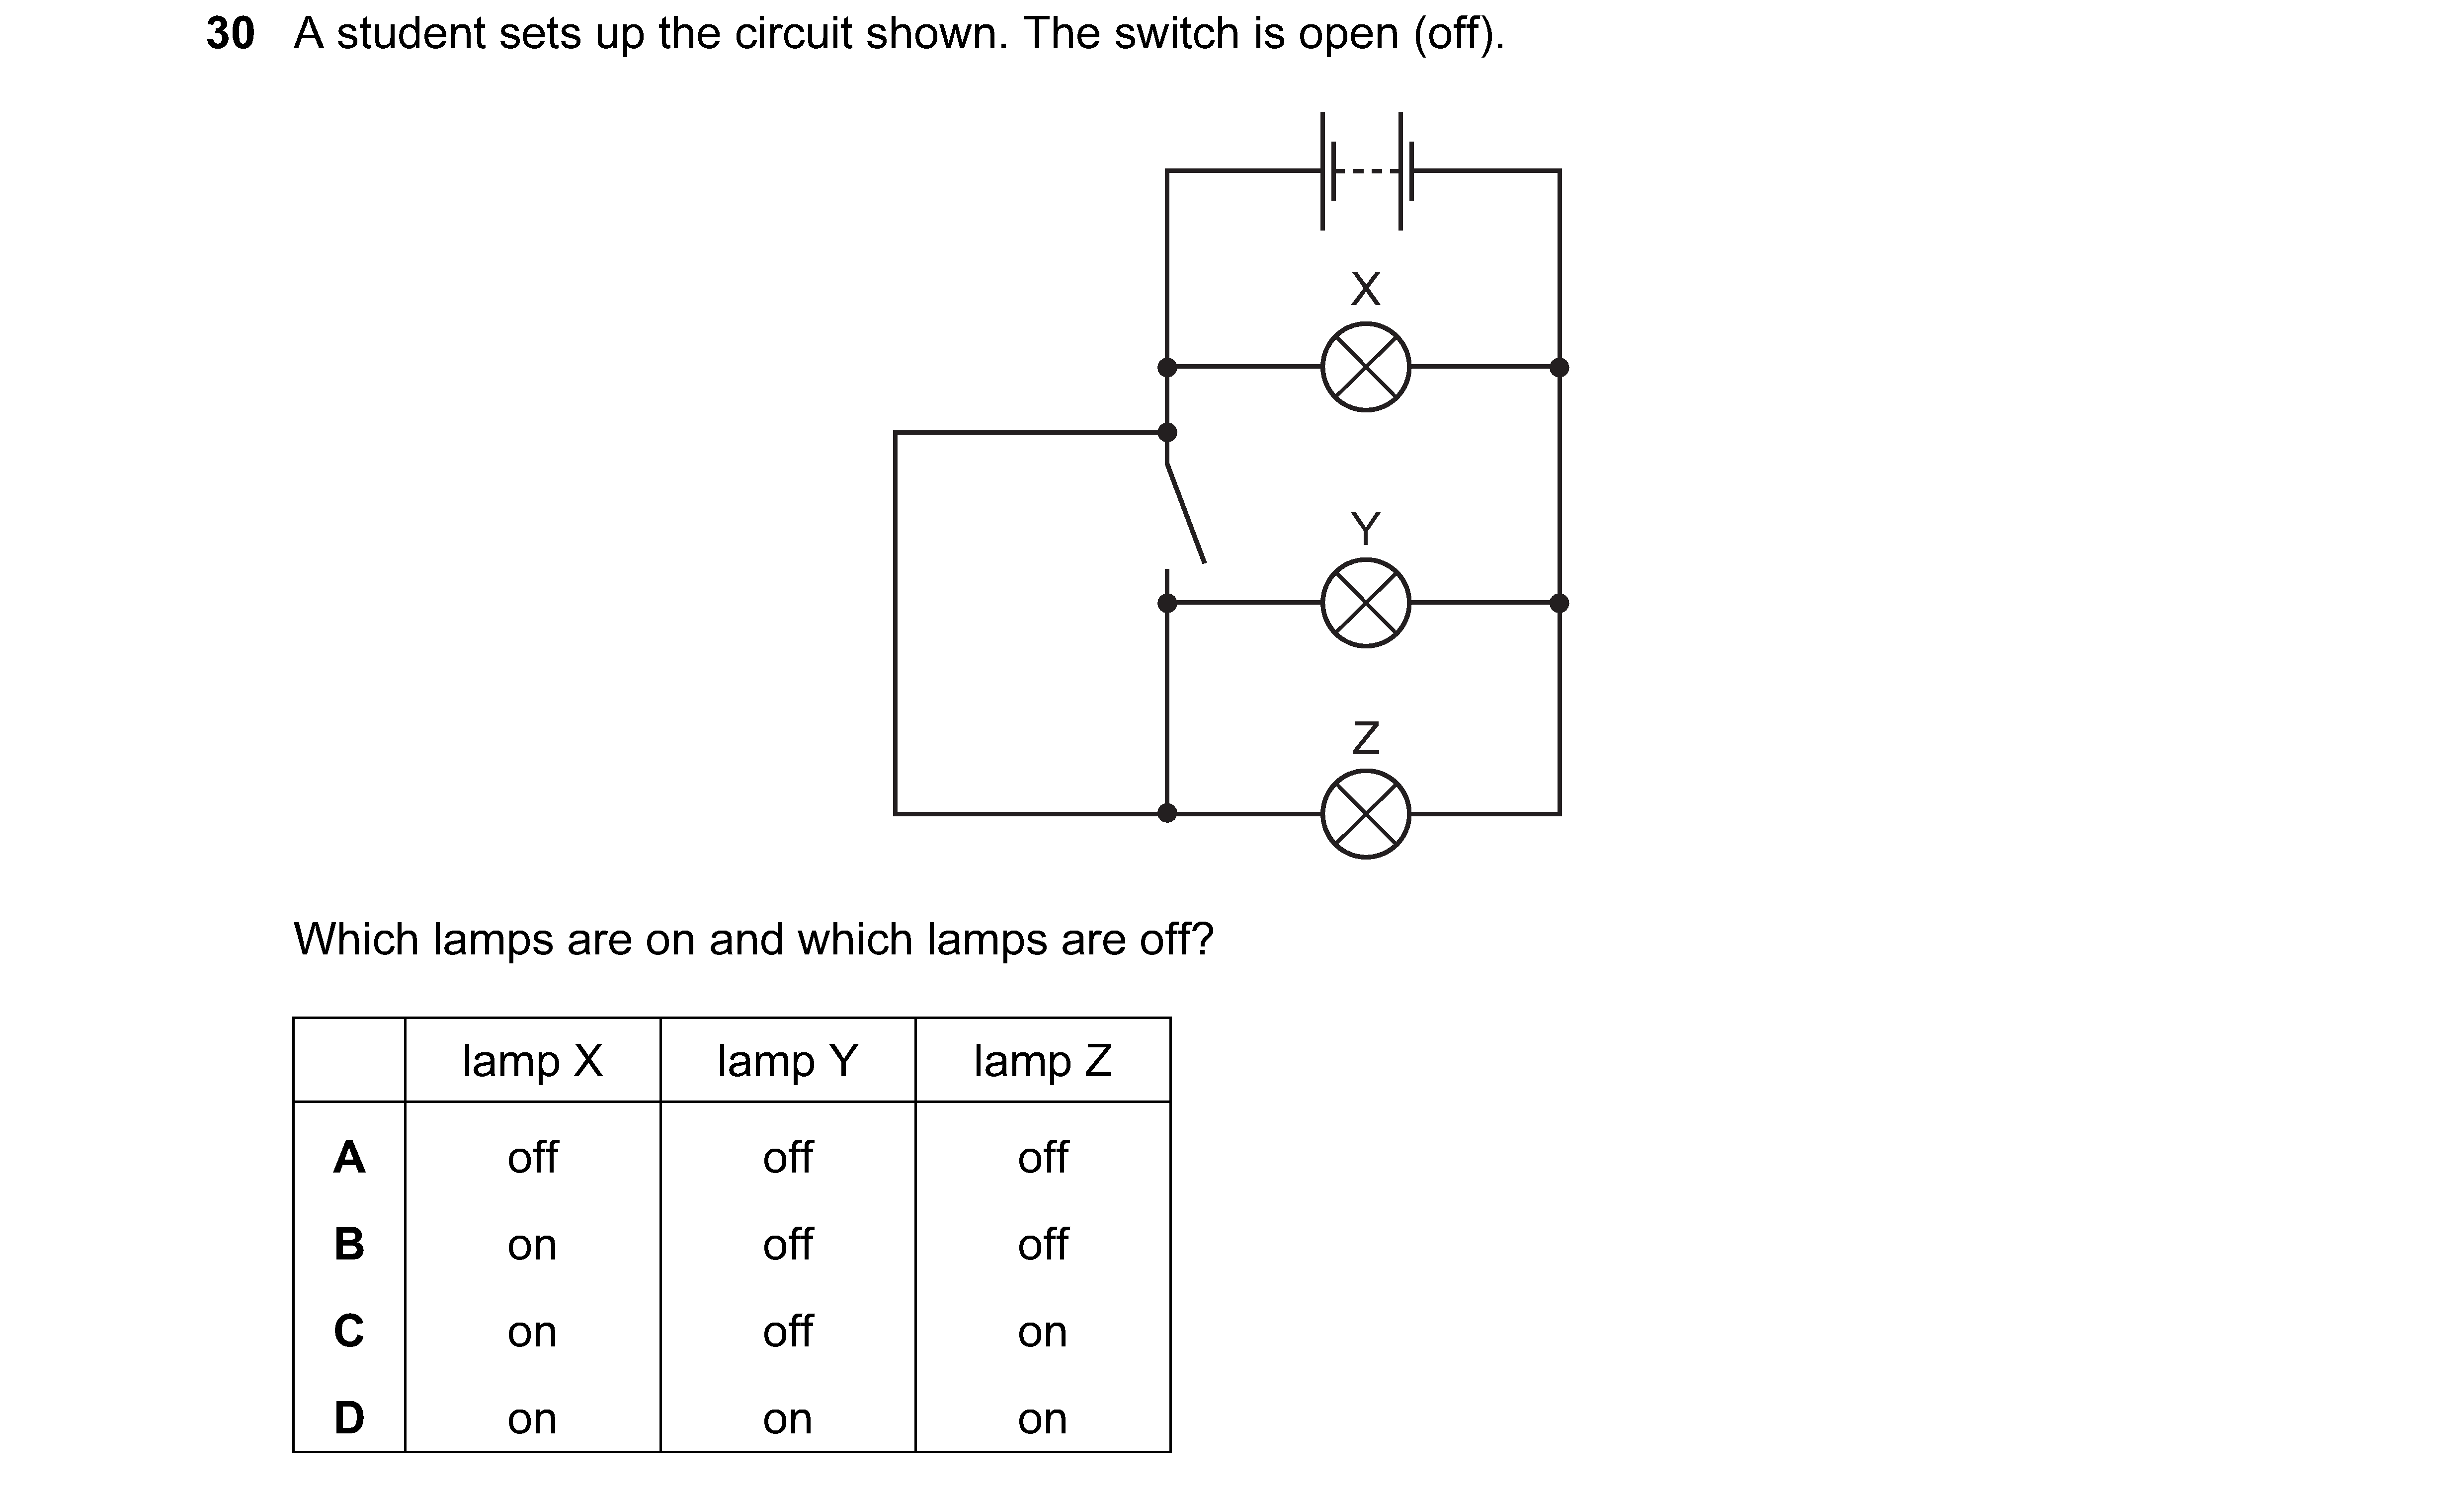 30 A student sets up the circuit shown. The switch is open (off).
X
Y
Z
Which lamps are on and which lamps are off?
lamp X lamp Y lamp Z
A off off off
B on off off
C on off on
D on on on